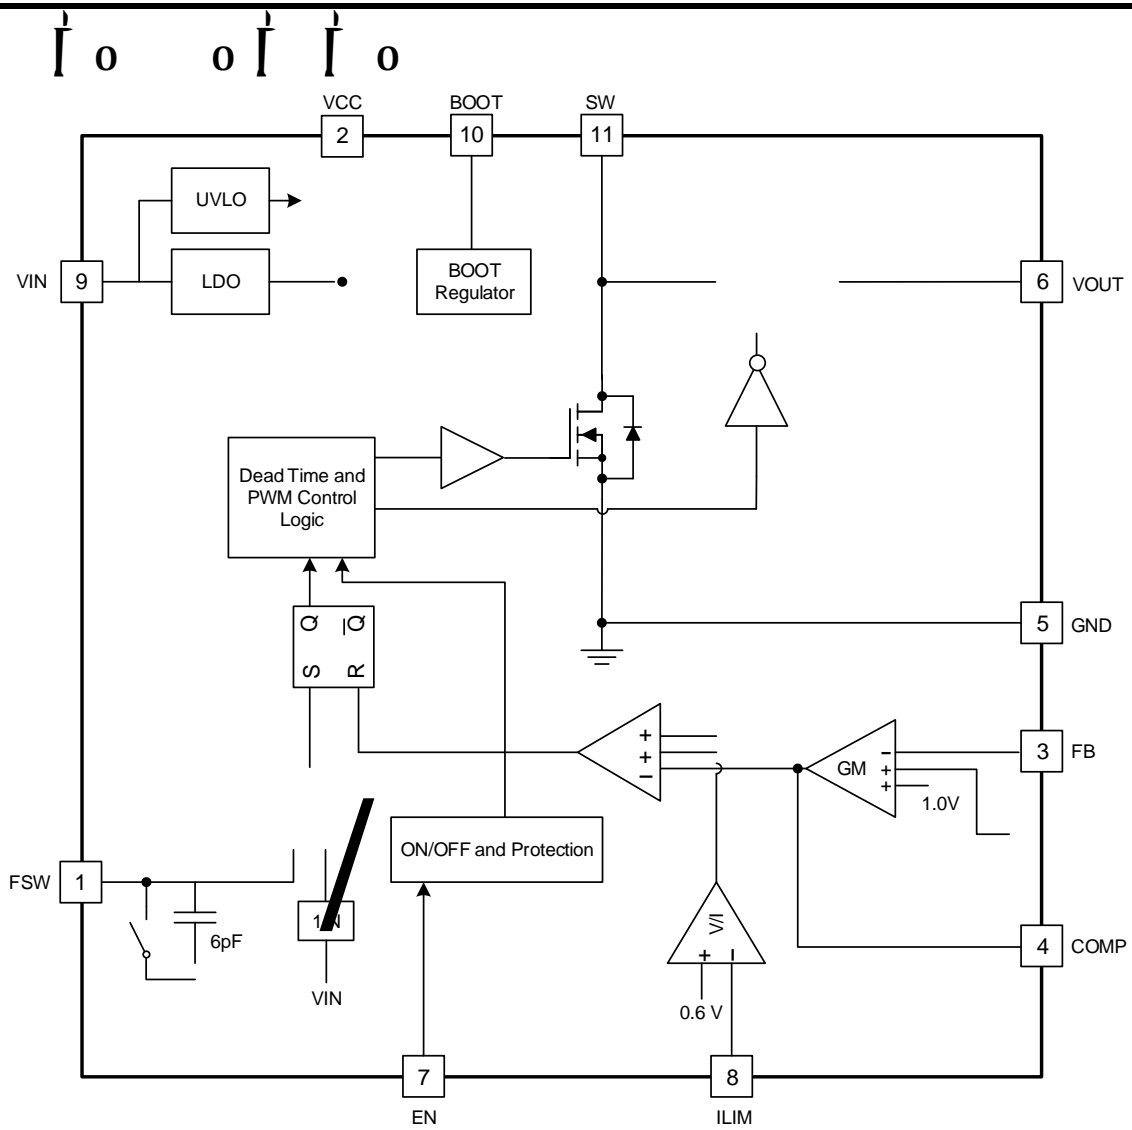 VCC BOOT SW
2 10 11
UVLO
VIN 9 LDO BOOT 6 VOUT
Regulator
Dead Time and
PWM Control
Logic
Q Q
S R
5 GND
+
+
−
GM
−
+
+
3 FB
1.0V
ON/OFF and Protection
FSW 1
6pF
V/I
+ −
4 COMP
VIN
0.6 V
7 8
EN ILIM